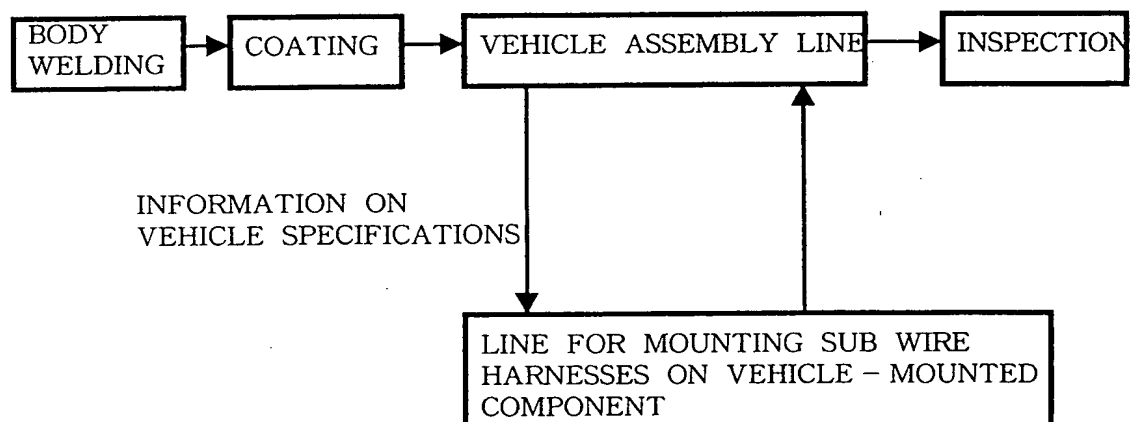 BODY
WELDING
COATING
VEHICLE ASSEMBLY LINE
INSPECTION
INFORMATION ON
VEHICLE SPECIFICATIONS
LINE FOR MOUNTING SUB WIRE
HARNESSES ON VEHICLE – MOUNTED
COMPONENT